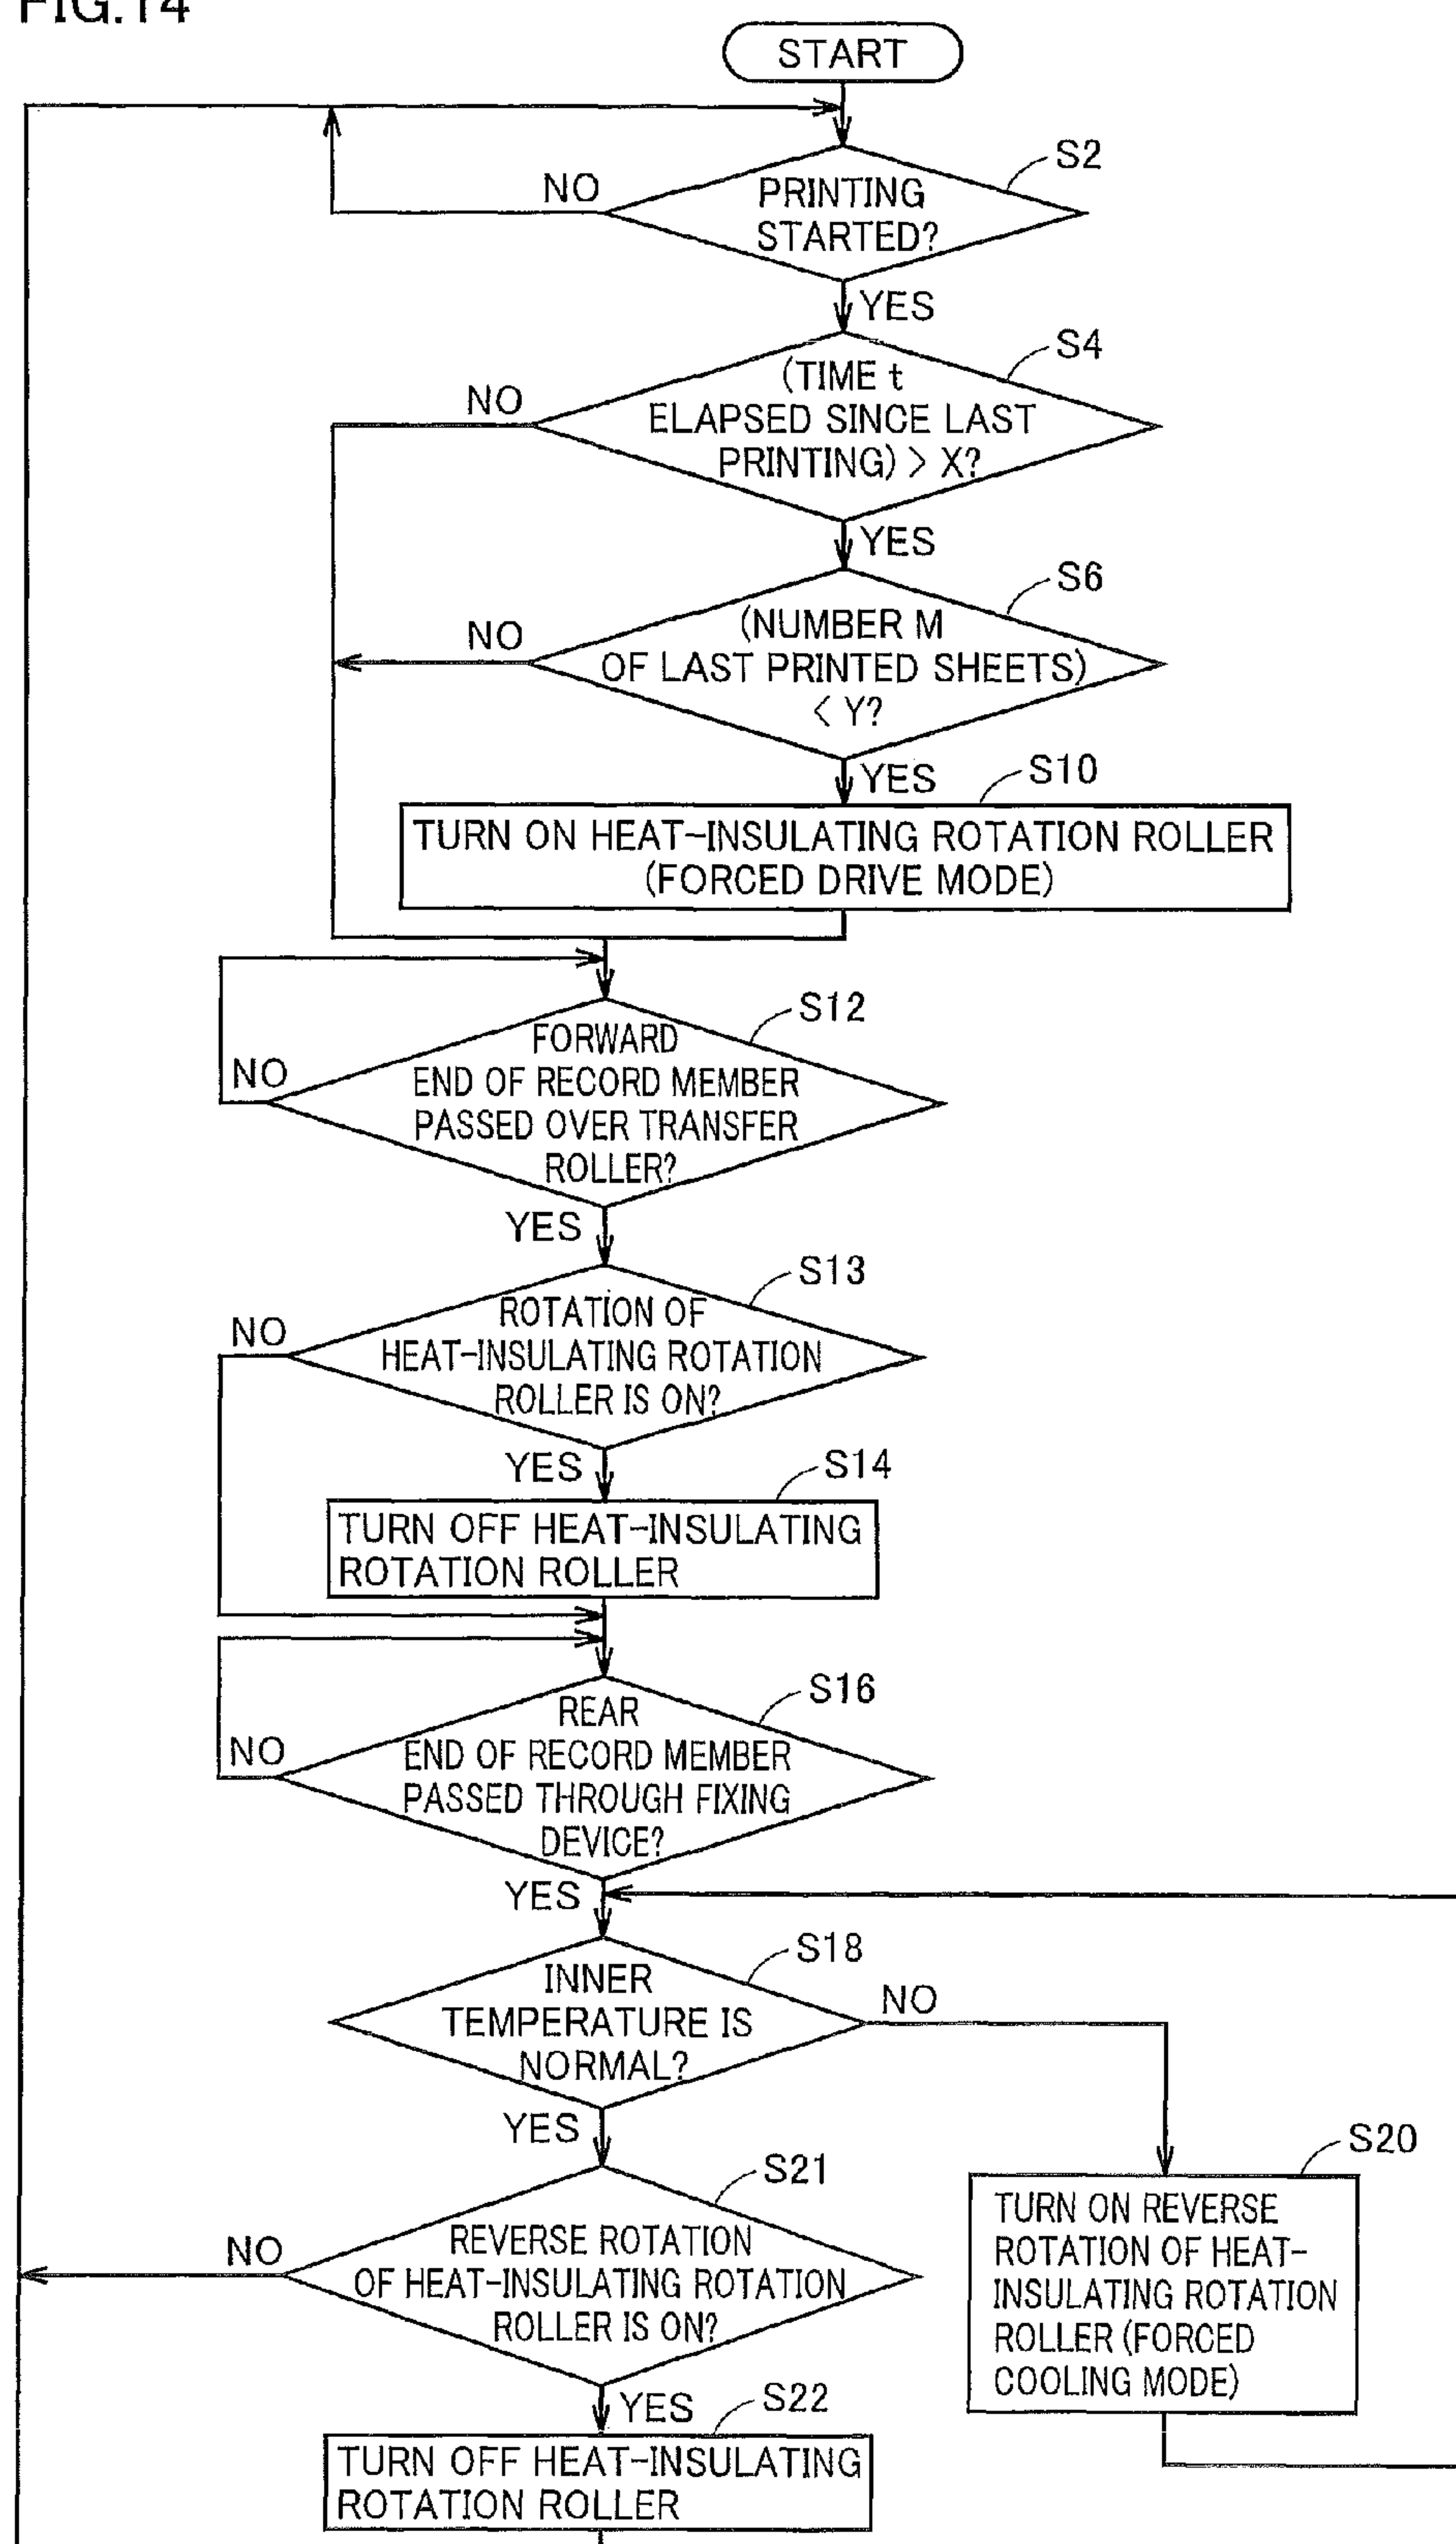 FIG.14
START
S2
NO
PRINTING
STARTED?
YES
S4
NO
(TIME t
ELAPSED SINCE LAST
PRINTING) > X?
YES
S6
NO
(NUMBER M
OF LAST PRINTED SHEETS)
< Y?
YES
S10
TURN ON HEAT-INSULATING ROTATION ROLLER
(FORCED DRIVE MODE)
S12
NO
FORWARD
END OF RECORD MEMBER
PASSED OVER TRANSFER
ROLLER?
YES
S13
NO
ROTATION OF
HEAT-INSULATING ROTATION
ROLLER IS ON?
YES
S14
TURN OFF HEAT-INSULATING
ROTATION ROLLER
S16
NO
REAR
END OF RECORD MEMBER
PASSED THROUGH FIXING
DEVICE?
YES
S18
INNER
TEMPERATURE IS
NORMAL?
NO
YES
S21
S20
NO
REVERSE ROTATION
OF HEAT-INSULATING ROTATION
ROLLER IS ON?
TURN ON REVERSE
ROTATION OF HEAT-
INSULATING ROTATION
ROLLER (FORCED
COOLING MODE)
YES
S22
TURN OFF HEAT-INSULATING
ROTATION ROLLER